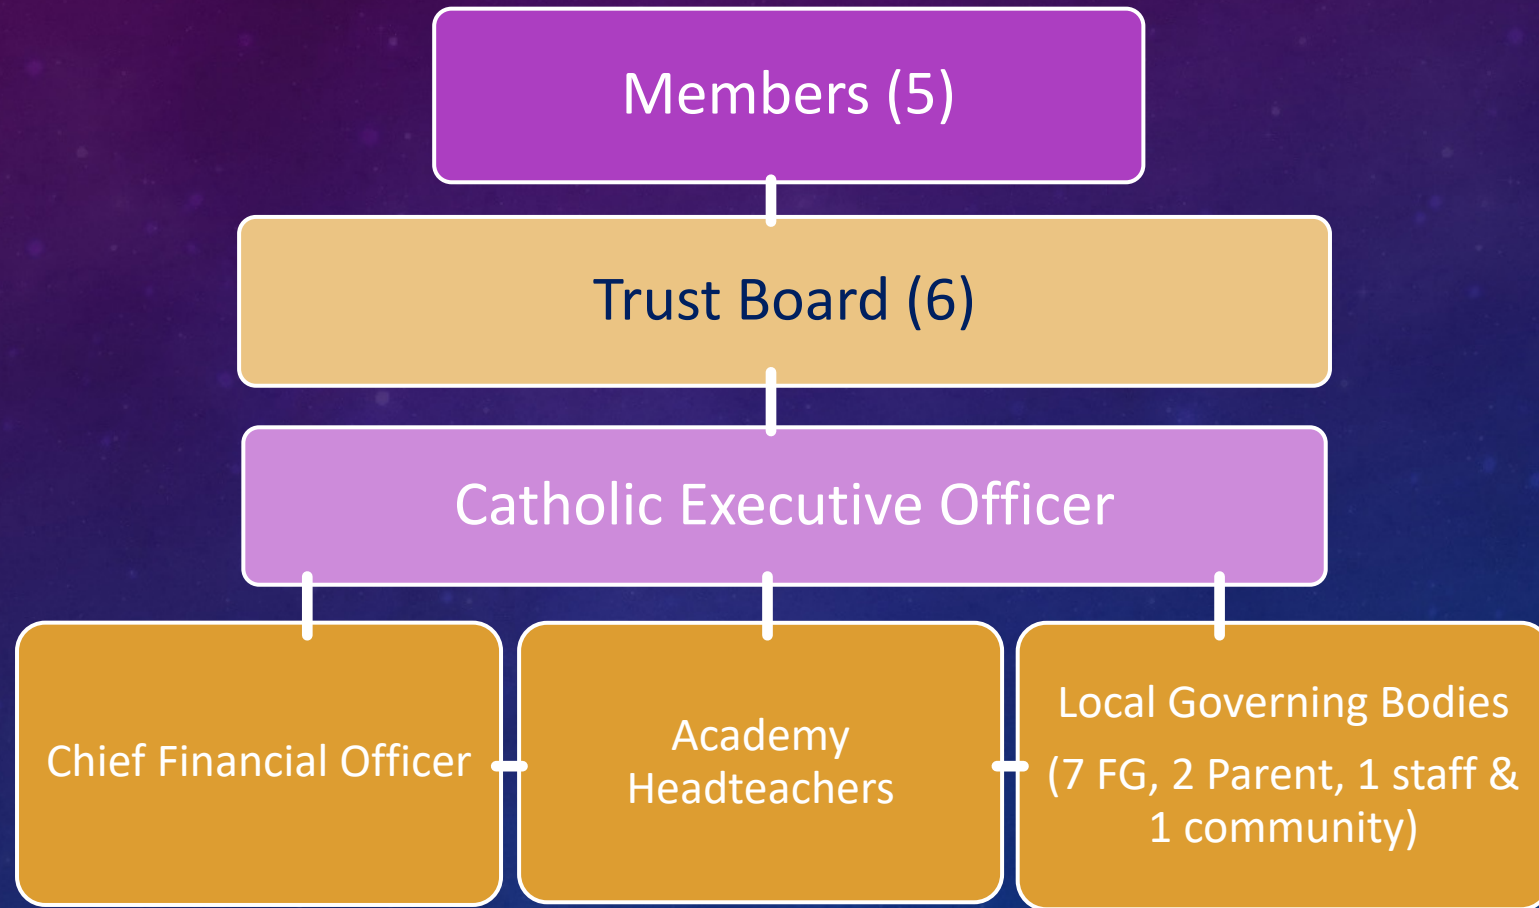 Members (5)
Trust Board (6)
Catholic Executive Officer
Chief Financial Officer
Academy
Headteachers
Local Governing Bodies
(7 FG, 2 Parent, 1 staff &
1 community)